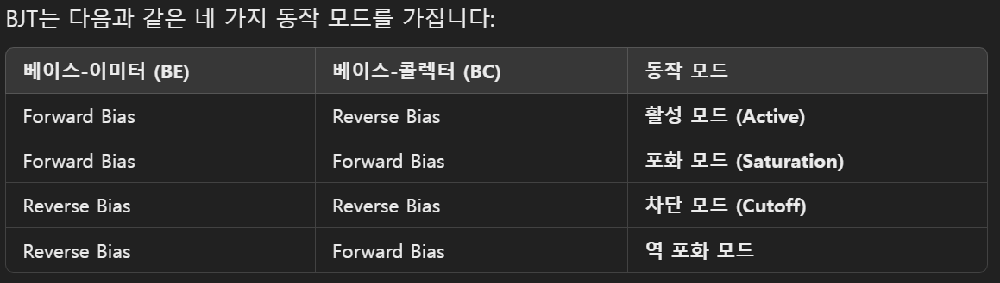 BJT는 다음과 같은 네 가지 동작 모드를 가집니다:
베이스-이미터 (BE) 베이스-콜렉터 (BC) 동작 모드
Forward Bias Reverse Bias 활성 모드 (Active)
Forward Bias Forward Bias 포화 모드 (Saturation)
Reverse Bias Reverse Bias 차단 모드 (Cutoff)
Reverse Bias Forward Bias 역 포화 모드